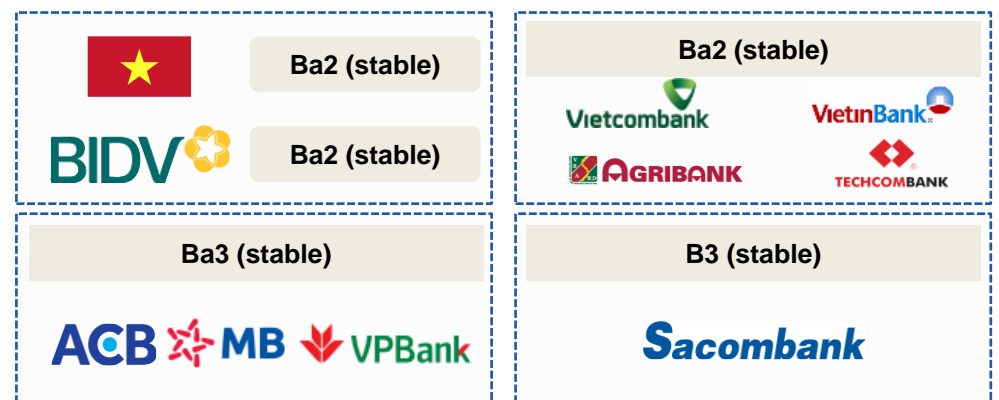 Ba2 (stable)
BIDV
Ba2 (stable)
Ba2 (stable)
Vietcombank
VietinBank
AGRIBANK
TECHCOMBANK
Ba3 (stable)
ACB
MB
VPBank
B3 (stable)
Sacombank